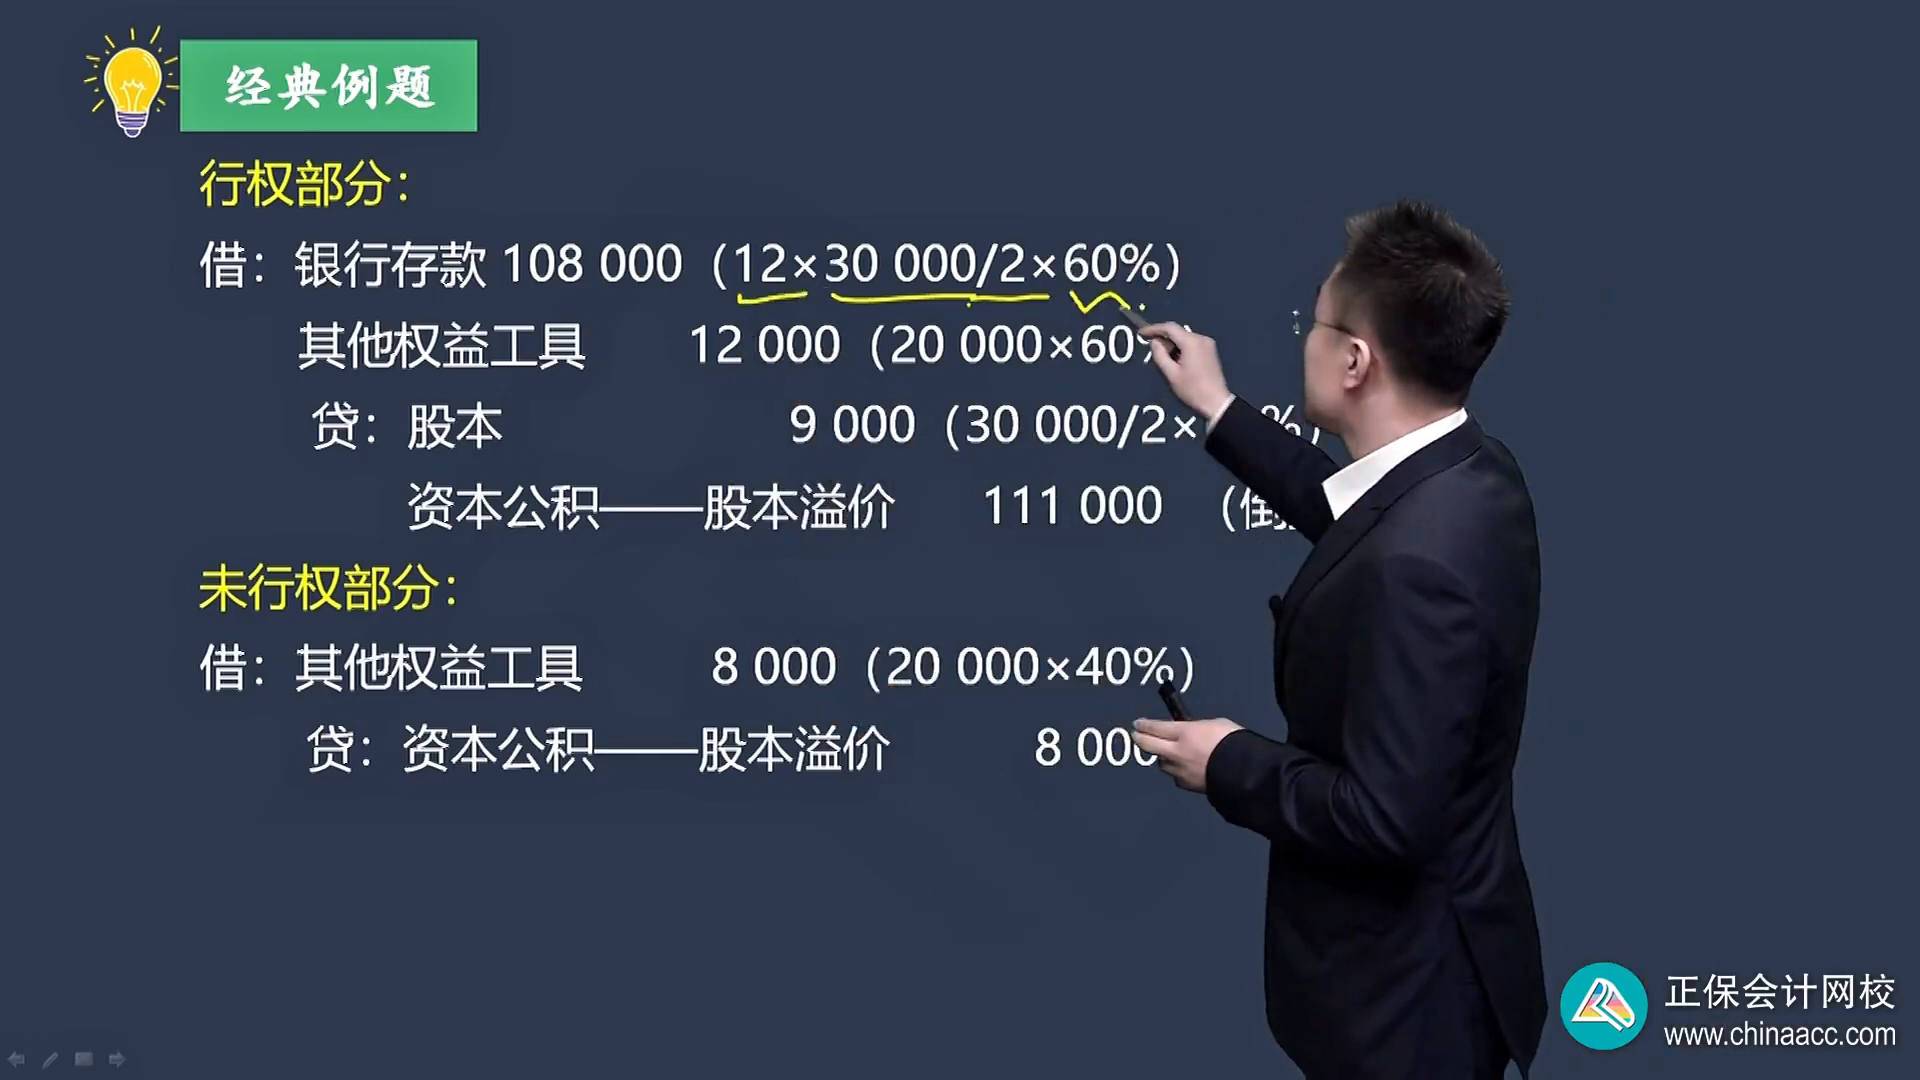 经典例题
行权部分：
借：银行存款 108 000（12×30 000/2×60%）
其他权益工具 12 000（20 000×60%
贷：股本 9 000（30 000/2× %）
资本公积——股本溢价 111 000 （倒
未行权部分：
借：其他权益工具 8 000（20 000×40%）
贷：资本公积——股本溢价 8 000
正保会计网校
www.chinaacc.com